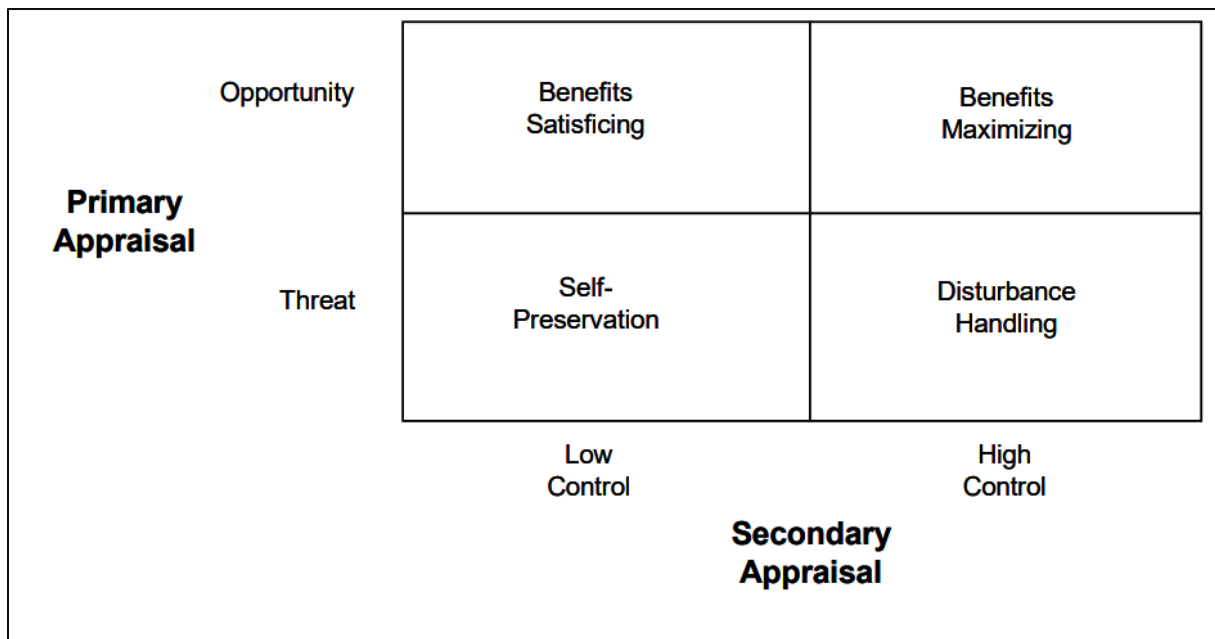 Opportunity
Benefits
Satisficing
Benefits
Maximizing
Primary
Appraisal
Threat
Self-
Preservation
Disturbance
Handling
Low
Control
High
Control
Secondary
Appraisal